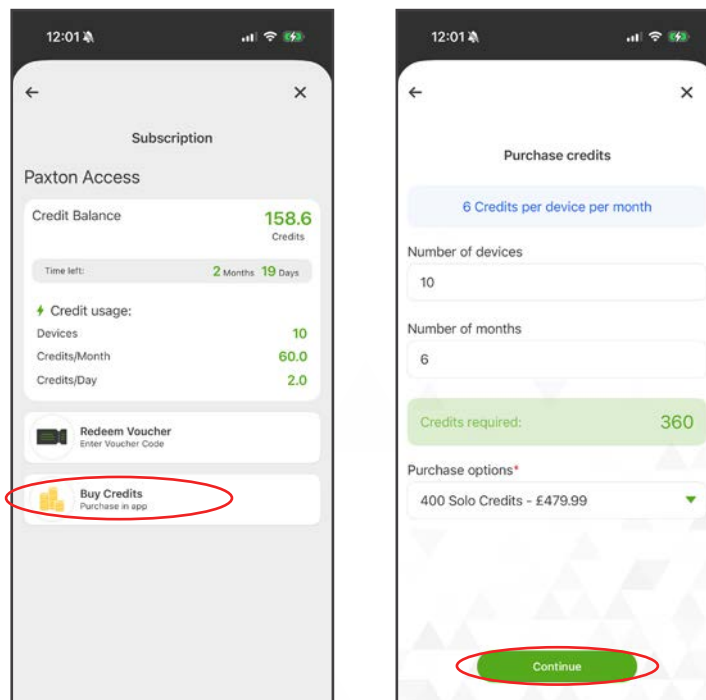 12:01
Subscription
Paxton Access
Credit Balance
158.6
Credits
Time left:
2 Months 19 Days
Credit usage:
Devices
10
Credits/Month
60.0
Credits/Day
2.0
Redeem Voucher
Enter Voucher Code
Buy Credits
Purchase in app
12:01
Purchase credits
6 Credits per device per month
Number of devices
10
Number of months
6
Credits required:
360
Purchase options*
400 Solo Credits - £479.99
Continue